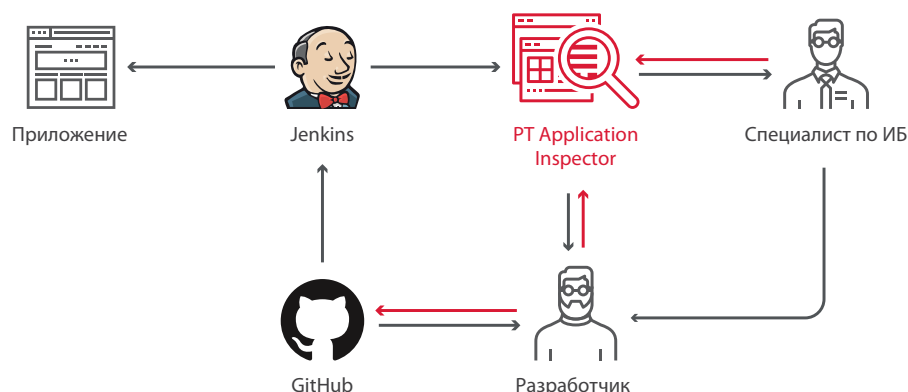 Приложение
Jenkins
PT Application
Inspector
Специалист по ИБ
GitHub
Разработчик